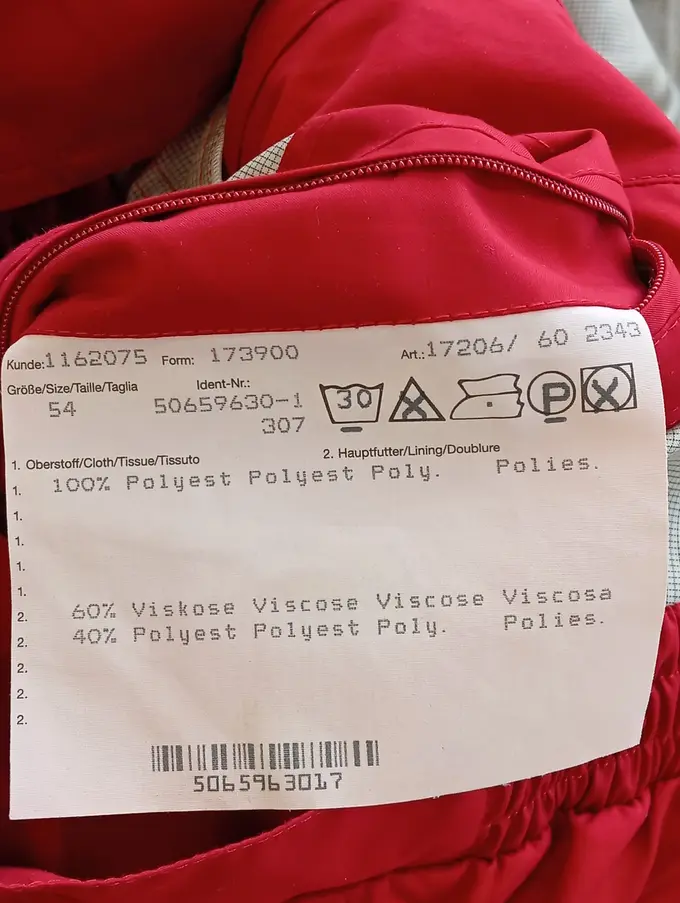 Kunde:1162075 Form: 173900 Art.:17206/ 60 2343
Größe/Size/Taille/Taglia Ident-Nr.:
54 50659630-1
307
30 P
1. Oberstoff/Cloth/Tissue/Tissuto 2. Hauptfutter/Lining/Doublure
1. 100% Polyest Polyest Poly. Polies.
1.
1.
1.
1.
2. 60% Viskose Viscose Viscose Viscosa
2. 40% Polyest Polyest Poly. Polies.
2.
2.
2.
5065963017